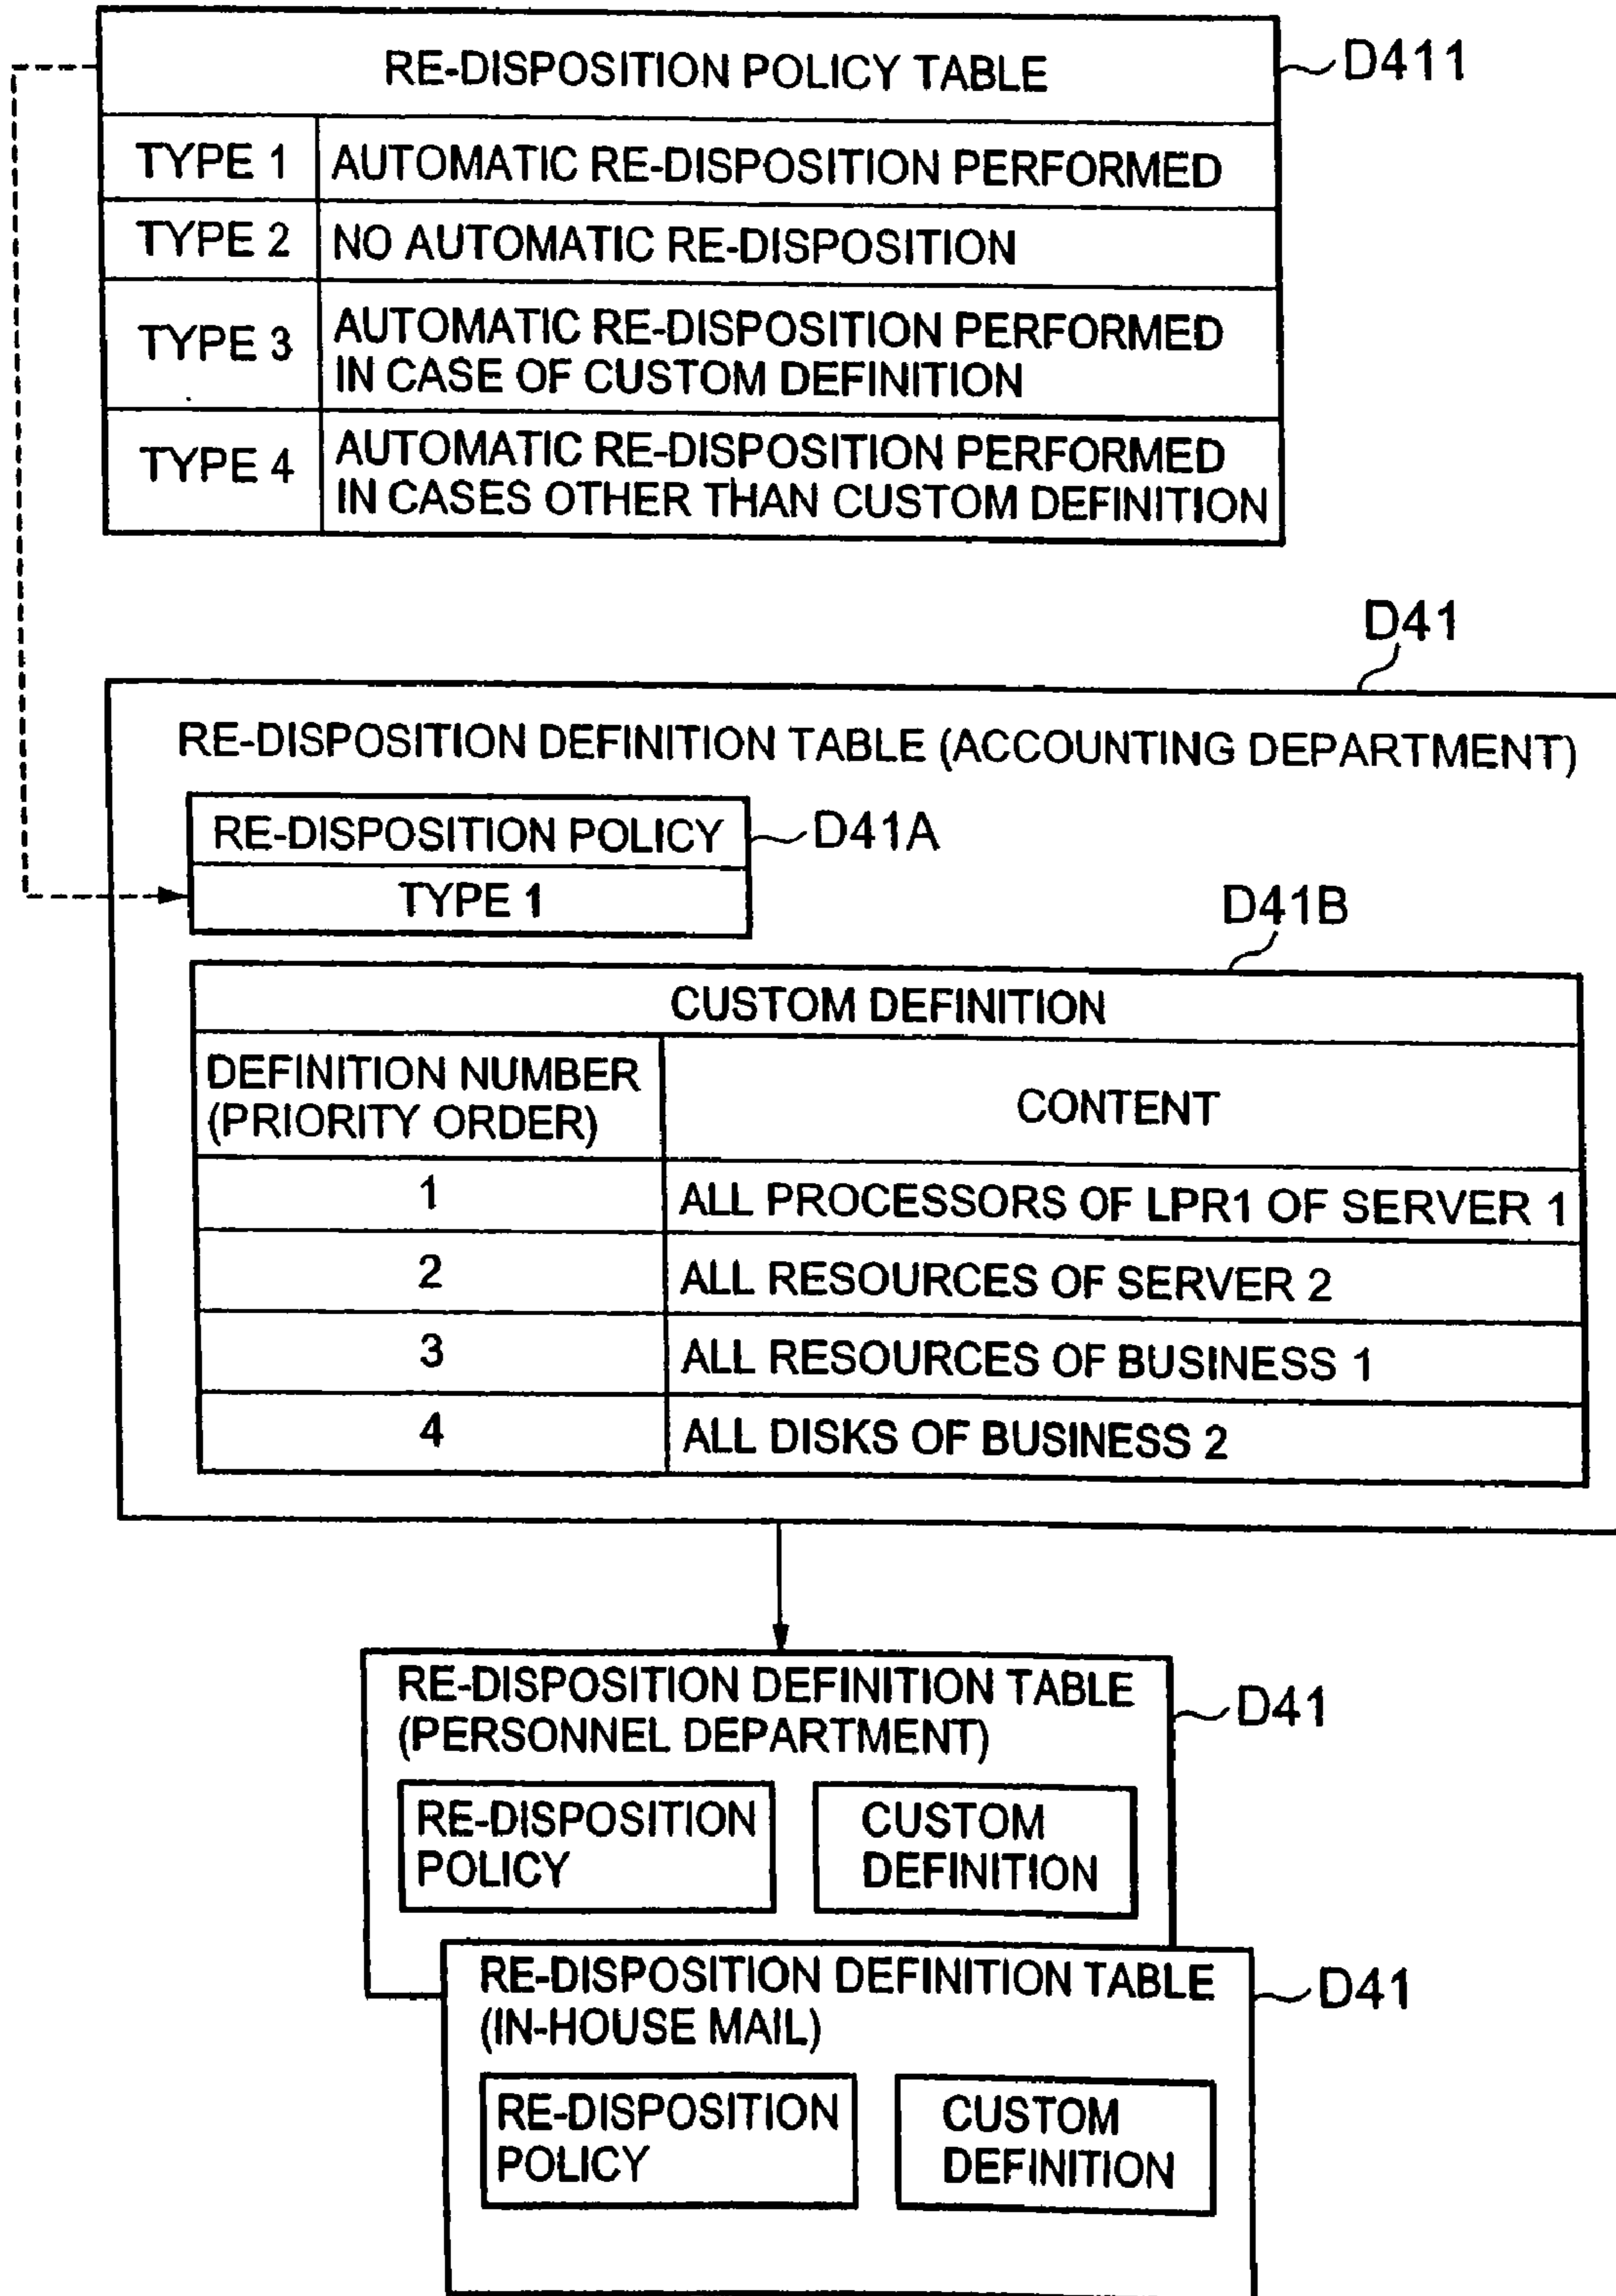 RE-DISPOSITION POLICY TABLE
D411
TYPE 1
AUTOMATIC RE-DISPOSITION PERFORMED
TYPE 2
NO AUTOMATIC RE-DISPOSITION
TYPE 3
AUTOMATIC RE-DISPOSITION PERFORMED
IN CASE OF CUSTOM DEFINITION
TYPE 4
AUTOMATIC RE-DISPOSITION PERFORMED
IN CASES OTHER THAN CUSTOM DEFINITION
D41
RE-DISPOSITION DEFINITION TABLE (ACCOUNTING DEPARTMENT)
RE-DISPOSITION POLICY
D41A
TYPE 1
D41B
CUSTOM DEFINITION
DEFINITION NUMBER
(PRIORITY ORDER)
CONTENT
1
ALL PROCESSORS OF LPR1 OF SERVER 1
2
ALL RESOURCES OF SERVER 2
3
ALL RESOURCES OF BUSINESS 1
4
ALL DISKS OF BUSINESS 2
RE-DISPOSITION DEFINITION TABLE
(PERSONNEL DEPARTMENT)
D41
RE-DISPOSITION
POLICY
CUSTOM
DEFINITION
RE-DISPOSITION DEFINITION TABLE
(IN-HOUSE MAIL)
D41
RE-DISPOSITION
POLICY
CUSTOM
DEFINITION